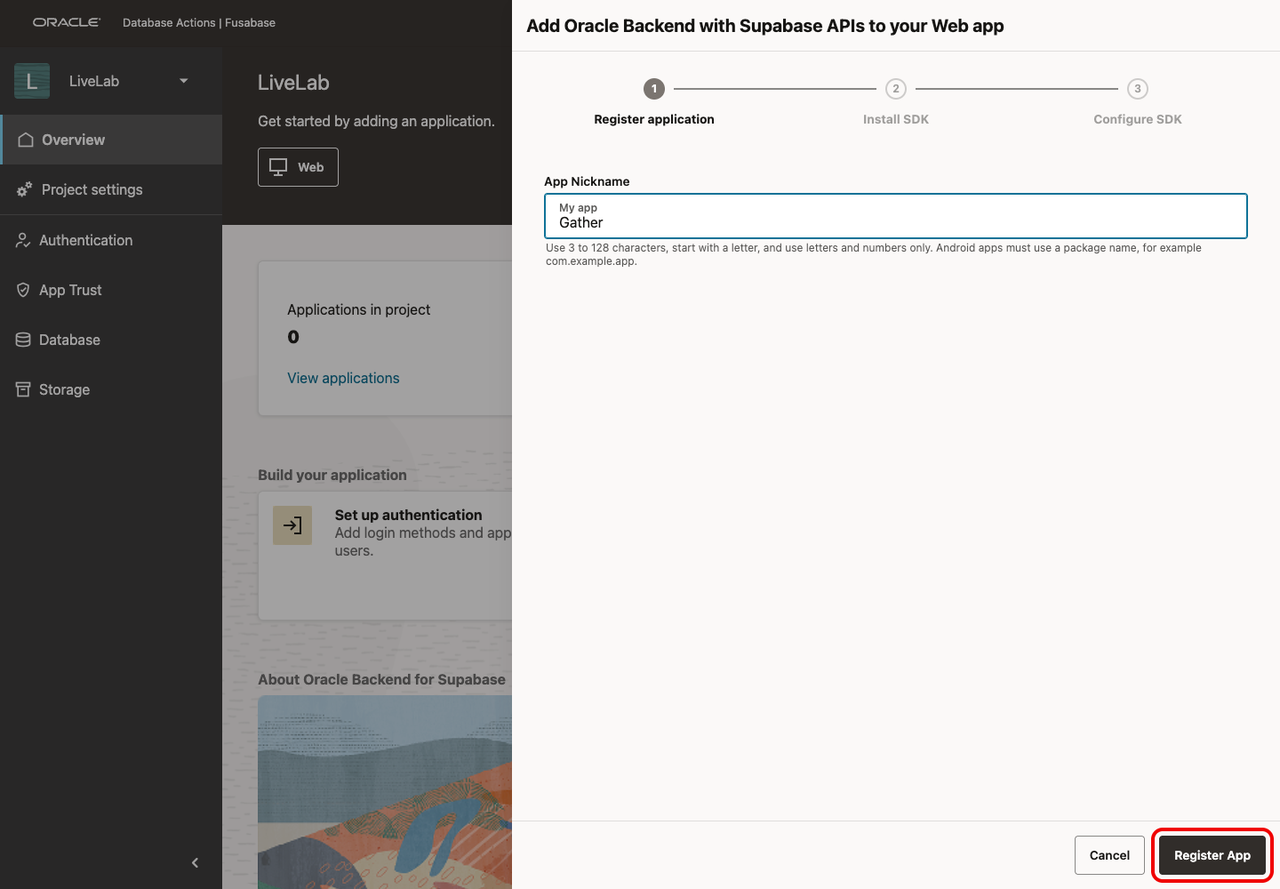 ORACLE
Database Actions | Fusabase
L
LiveLab
Overview
Project settings
Authentication
App Trust
Database
Storage
LiveLab
Get started by adding an application.
Web
Applications in project
0
View applications
Build your application
Set up authentication
Add login methods and app
users.
About Oracle Backend for Supabase
Add Oracle Backend with Supabase APIs to your Web app
1
2
3
Register application
Install SDK
Configure SDK
App Nickname
My app
Gather
Use 3 to 128 characters, start with a letter, and use letters and numbers only. Android apps must use a package name, for example
com.example.app.
Cancel
Register App